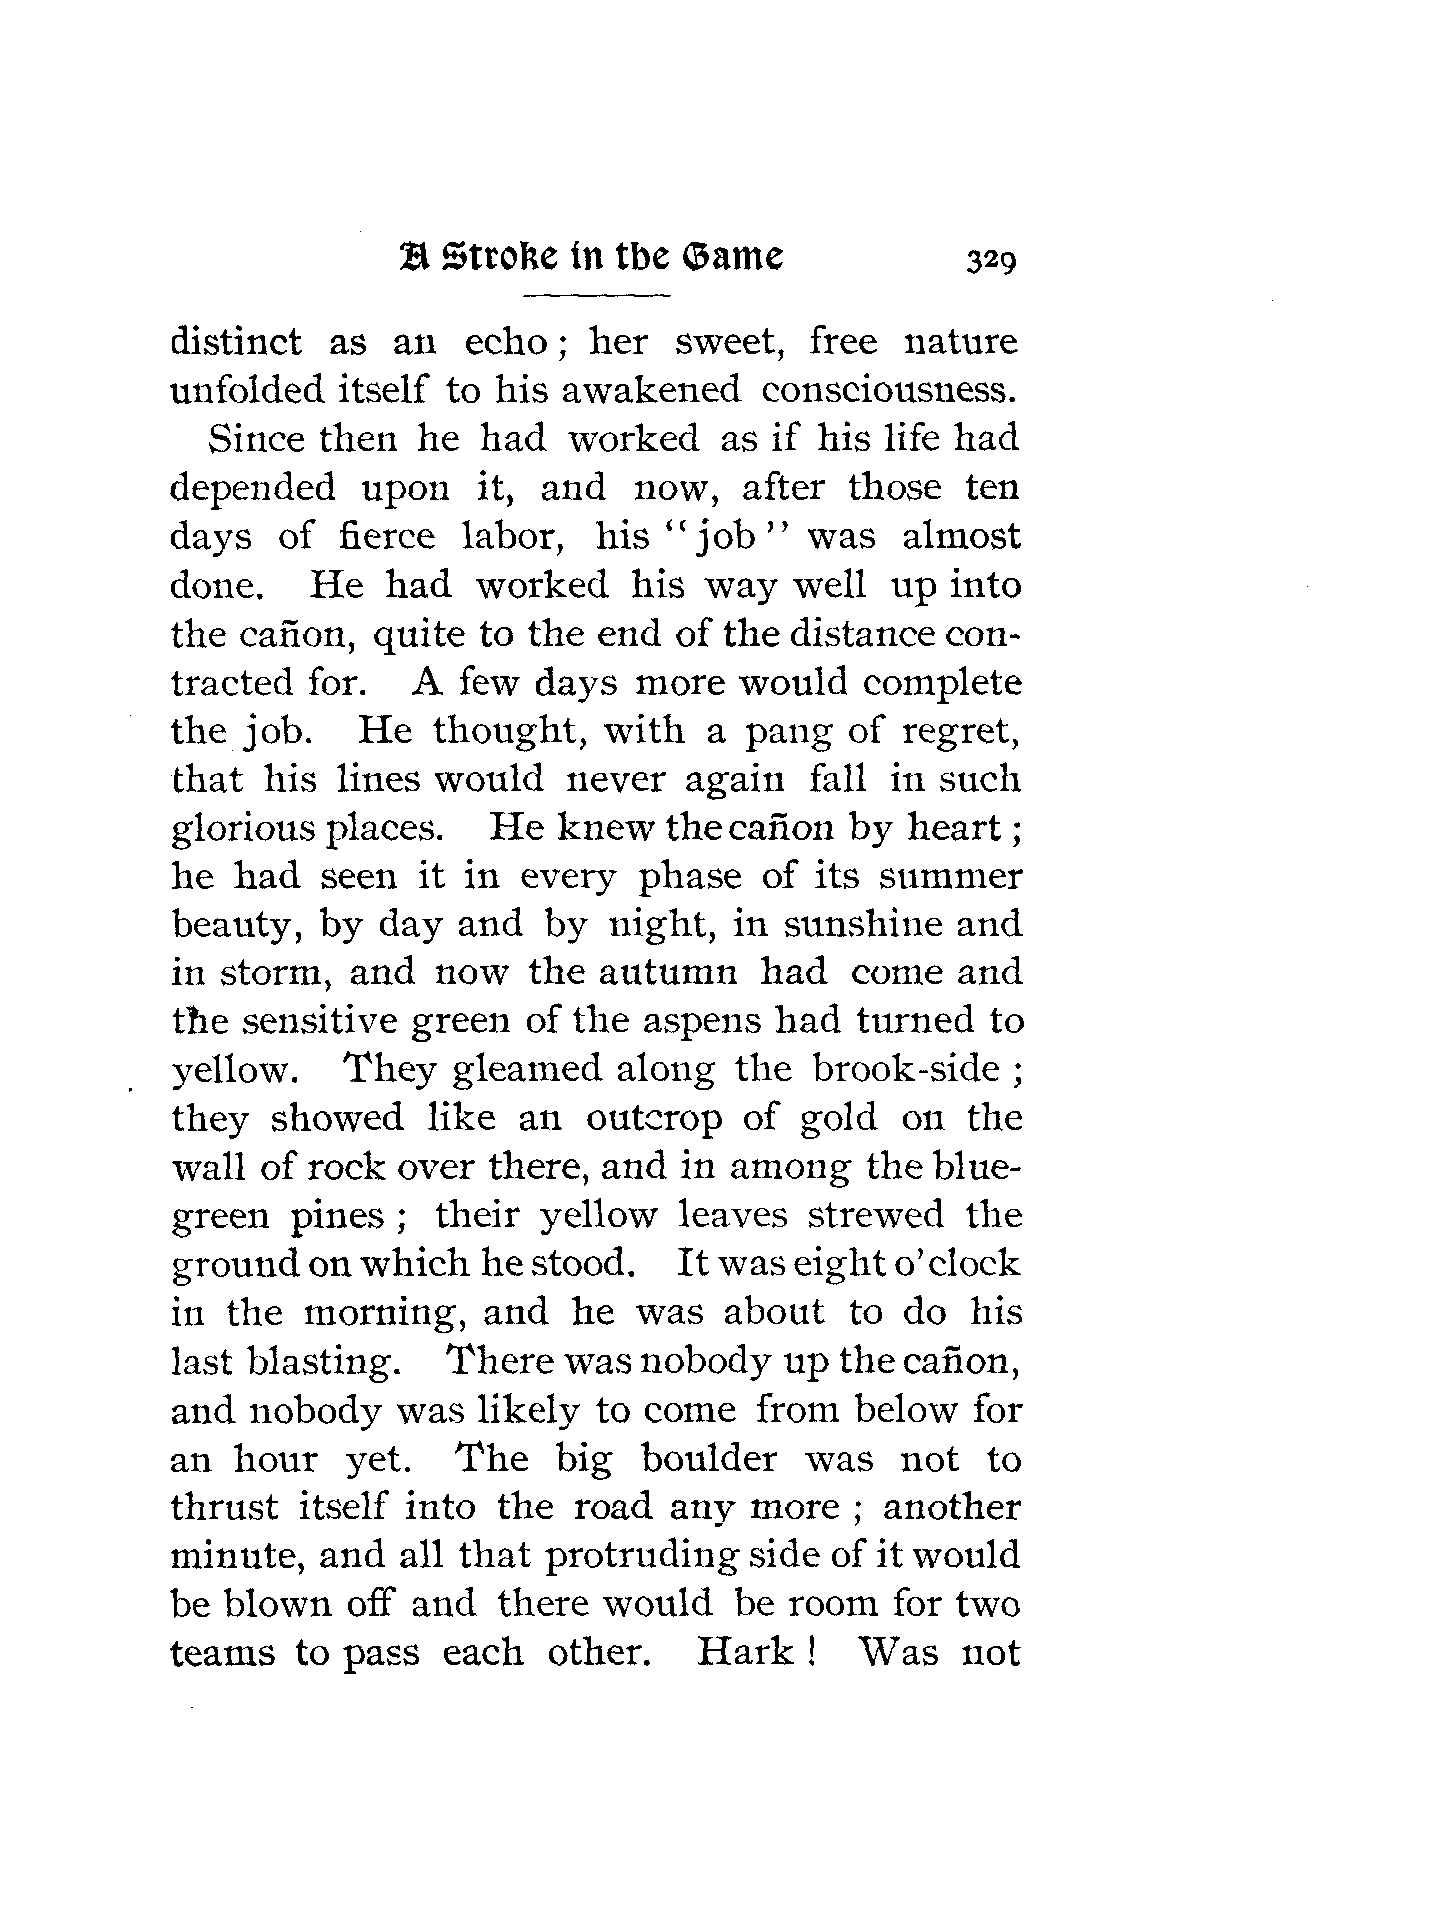 A Stroke in the Game 329
distinct as an echo; her sweet, free nature
unfolded itself to his awakened consciousness.
Since then he had worked as if his life had
depended upon it, and now, after those ten
days of fierce labor, his "job" was almost
done. He had worked his way well up into
the cañon, quite to the end of the distance con-
tracted for. A few days more would complete
the job. He thought, with a pang of regret,
that his lines would never again fall in such
glorious places. He knew the cañon by heart;
he had seen it in every phase of its summer
beauty, by day and by night, in sunshine and
in storm, and now the autumn had come and
the sensitive green of the aspens had turned to
yellow. They gleamed along the brook-side;
they showed like an outcrop of gold on the
wall of rock over there, and in among the blue-
green pines; their yellow leaves strewed the
ground on which he stood. It was eight o'clock
in the morning, and he was about to do his
last blasting. There was nobody up the cañon,
and nobody was likely to come from below for
an hour yet. The big boulder was not to
thrust itself into the road any more; another
minute, and all that protruding side of it would
be blown off and there would be room for two
teams to pass each other. Hark! Was not